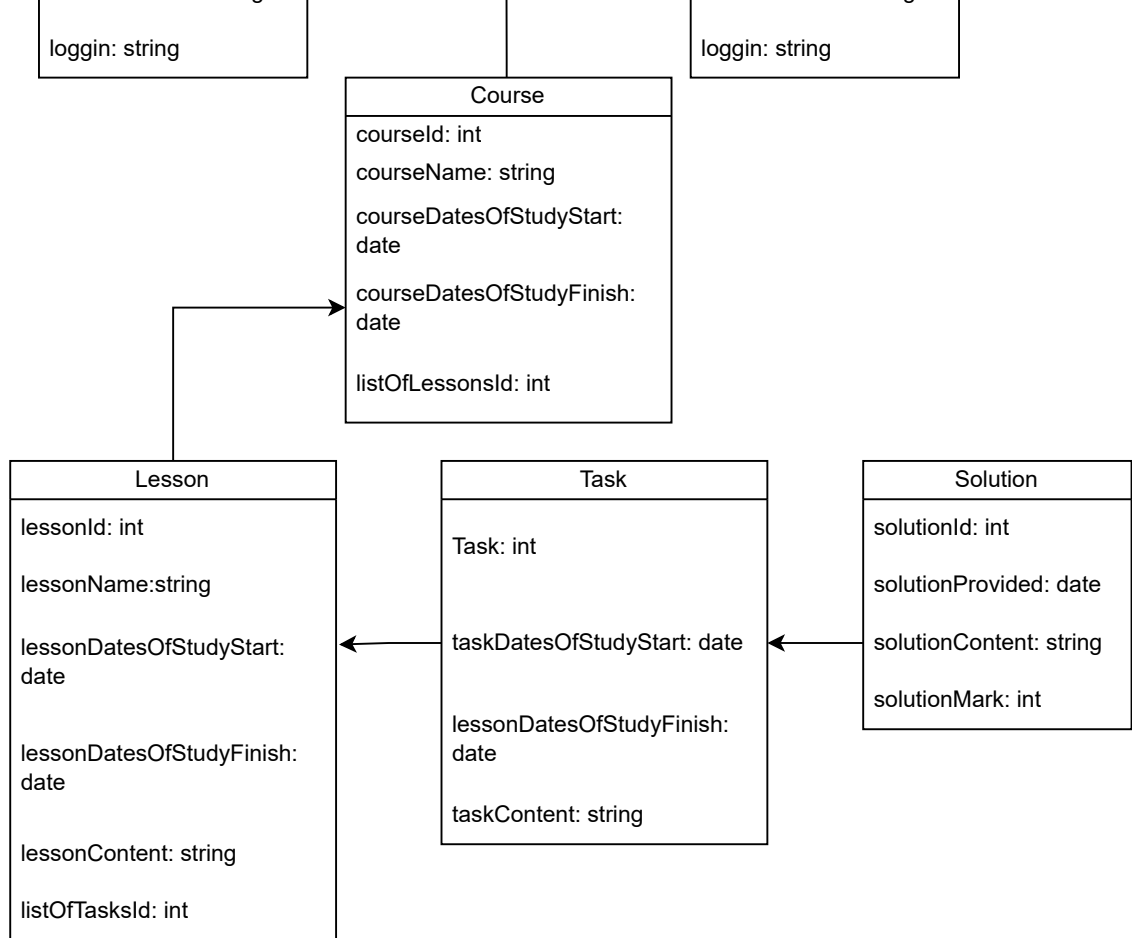 loggin: string
loggin: string
Course
courseId: int
courseName: string
courseDatesOfStudyStart:
date
courseDatesOfStudyFinish:
date
listOfLessonsId: int
Lesson
lessonId: int
lessonName:string
lessonDatesOfStudyStart:
date
lessonDatesOfStudyFinish:
date
lessonContent: string
listOfTasksId: int
Task
Task: int
taskDatesOfStudyStart: date
lessonDatesOfStudyFinish:
date
taskContent: string
Solution
solutionId: int
solutionProvided: date
solutionContent: string
solutionMark: int